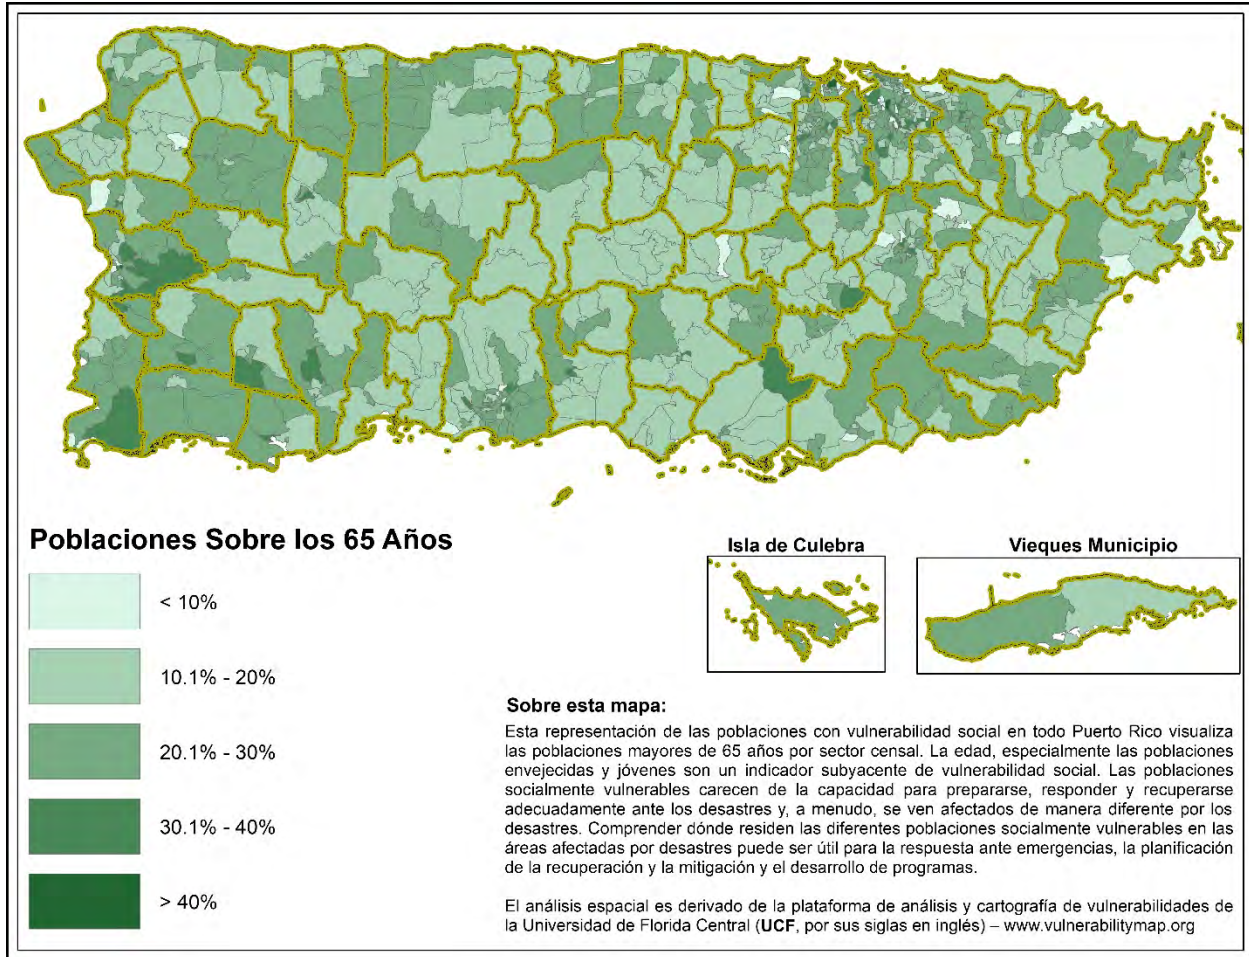 Poblaciones Sobre los 65 Años
< 10%
10.1% - 20%
20.1% - 30%
30.1% - 40%
> 40%
Isla de Culebra
Vieques Municipio
Sobre esta mapa:
Esta representación de las poblaciones con vulnerabilidad social en todo Puerto Rico visualiza
las poblaciones mayores de 65 años por sector censal. La edad, especialmente las poblaciones
envejecidas y jóvenes son un indicador subyacente de vulnerabilidad social. Las poblaciones
socialmente vulnerables carecen de la capacidad para prepararse, responder y recuperarse
adecuadamente ante los desastres y, a menudo, se ven afectados de manera diferente por los
desastres. Comprender dónde residen las diferentes poblaciones socialmente vulnerables en las
áreas afectadas por desastres puede ser útil para la respuesta ante emergencias, la planificación
de la recuperación y la mitigación y el desarrollo de programas.
El análisis espacial es derivado de la plataforma de análisis y cartografía de vulnerabilidades de
la Universidad de Florida Central (UCF, por sus siglas en inglés) – www.vulnerabilitymap.org